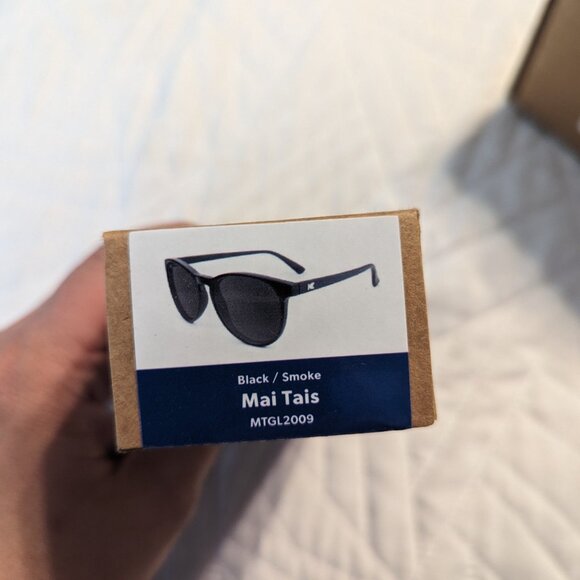 Black / Smoke
Mai Tais
MTGL2009